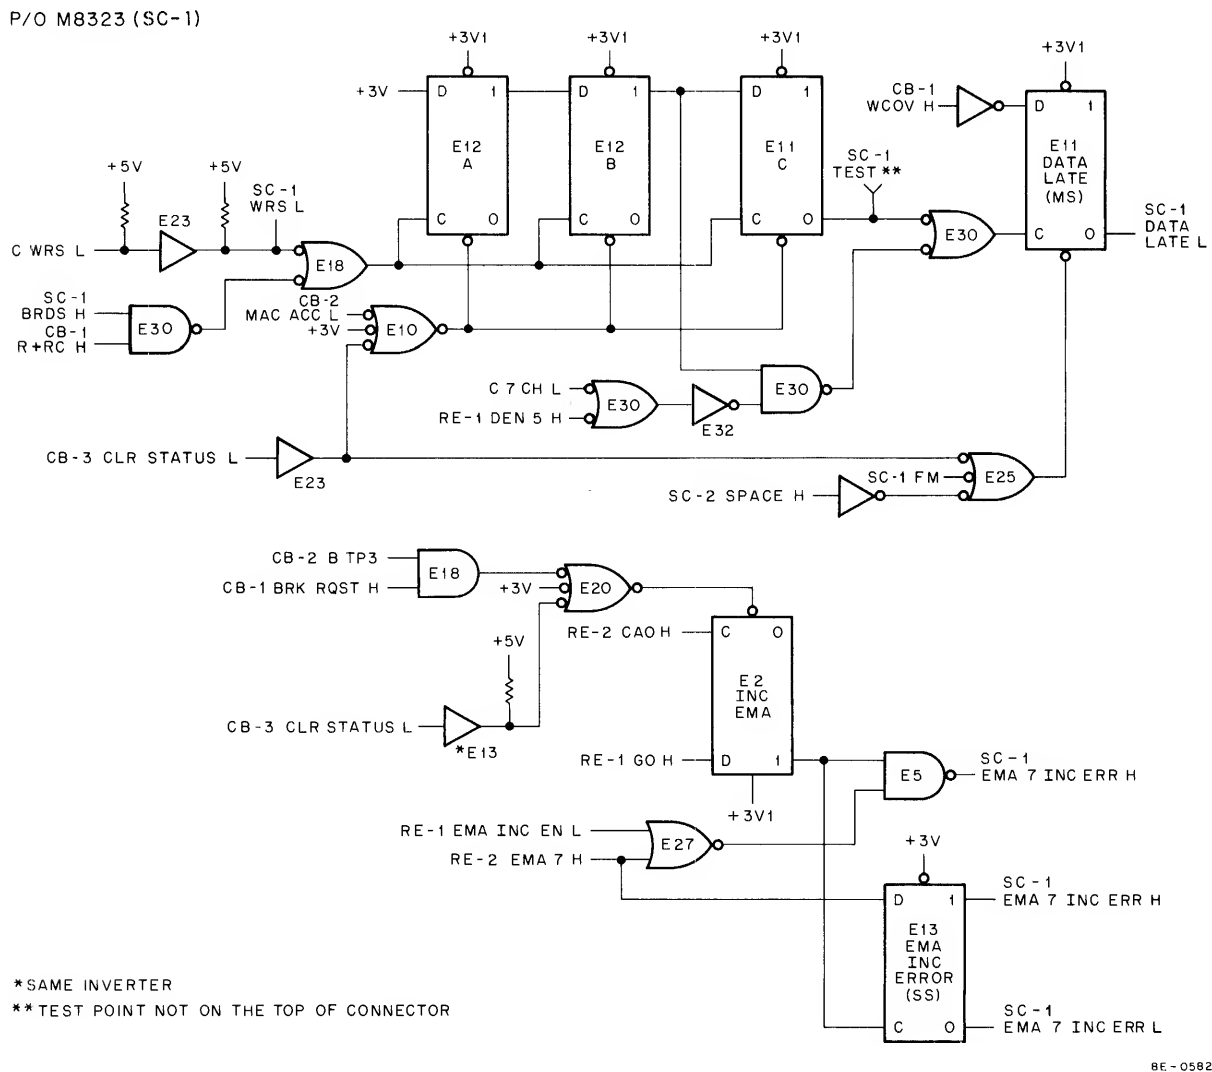 P/O M8323 (SC-1)
+3V1
+3V1
+3V1
+3V1
+3V
D 1
E12
A
C 0
D 1
E12
B
C 0
D 1
E11
C
C 0
CB-1
WCOV H
D 1
E11
DATA
LATE
(MS)
C 0
SC-1
DATA
LATE L
SC-1
TEST **
+5V
+5V
SC-1
WRS L
E23
C WRS L
E18
E30
SC-1
BRDS H
CB-1
R+RC H
E30
CB-2
MAC ACC L
+3V
E10
C 7 CH L
RE-1 DEN 5 H
E30
E32
E30
CB-3 CLR STATUS L
E23
SC-1 FM
SC-2 SPACE H
E25
CB-2 B TP3
CB-1 BRK RQST H
E18
+3V
E20
RE-2 CAO H
C 0
E2
INC
EMA
D 1
+3V1
+5V
CB-3 CLR STATUS L
*E13
RE-1 GO H
E5
SC-1
EMA 7 INC ERR H
RE-1 EMA INC EN L
RE-2 EMA 7 H
E27
+3V
D 1
E13
EMA
INC
ERROR
(SS)
C 0
SC-1
EMA 7 INC ERR H
SC-1
EMA 7 INC ERR L
*SAME INVERTER
**TEST POINT NOT ON THE TOP OF CONNECTOR
8E-0582